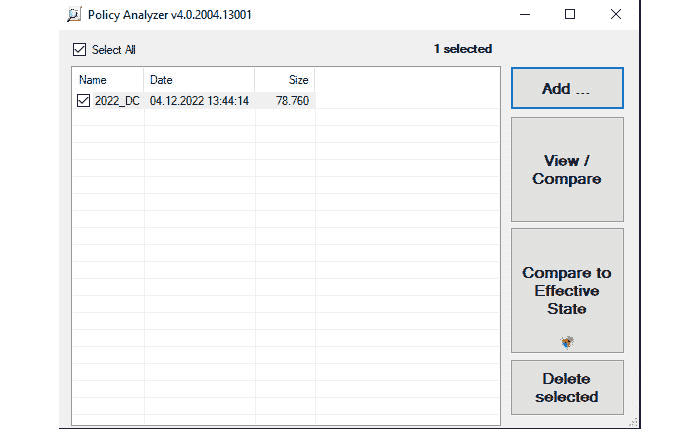 Policy Analyzer v4.0.2004.13001
Select All
1 selected
Name Date Size
2022_DC 04.12.2022 13:44:14 78.760
Add ...
View /
Compare
Compare to
Effective
State
Delete
selected